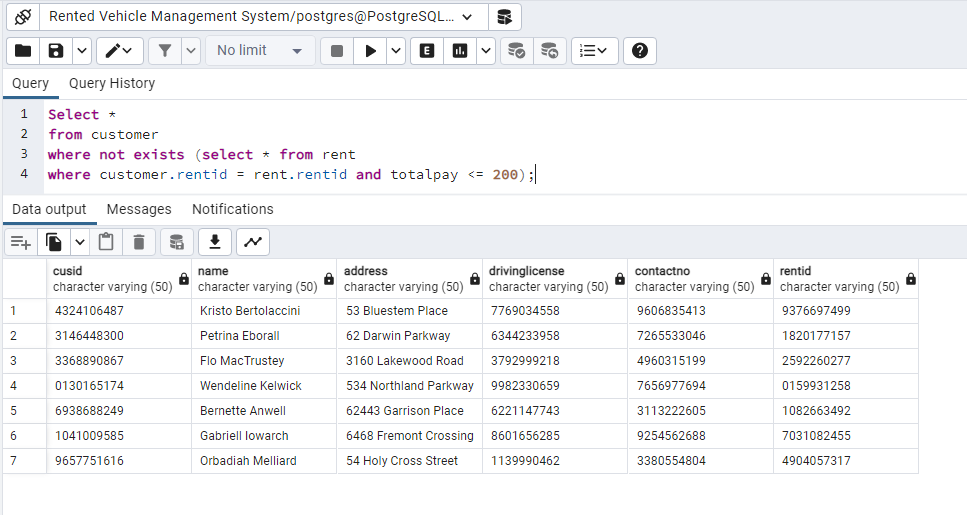 Rented Vehicle Management System/postgres@PostgreSQL...
No limit
E
Query Query History
1 Select *
2 from customer
3 where not exists (select * from rent
4 where customer.rentid = rent.rentid and totalpay <= 200);
Data output Messages Notifications
cusid name address drivinglicense contactno rentid
character varying (50) character varying (50) character varying (50) character varying (50) character varying (50) character varying (50)
1 4324106487 Kristo Bertolaccini 53 Bluestem Place 7769034558 9606835413 9376697499
2 3146448300 Petrina Eborall 62 Darwin Parkway 6344233958 7265533046 1820177157
3 3368890867 Flo MacTrustey 3160 Lakewood Road 3792999218 4960315199 2592260277
4 0130165174 Wendeline Kelwick 534 Northland Parkway 9982330659 7656977694 0159931258
5 6938688249 Bernette Anwell 62443 Garrison Place 6221147743 3113222605 1082663492
6 1041009585 Gabriell Iowarch 6468 Fremont Crossing 8601656285 9254562688 7031082455
7 9657751616 Orbadiah Melliard 54 Holy Cross Street 1139990462 3380554804 4904057317